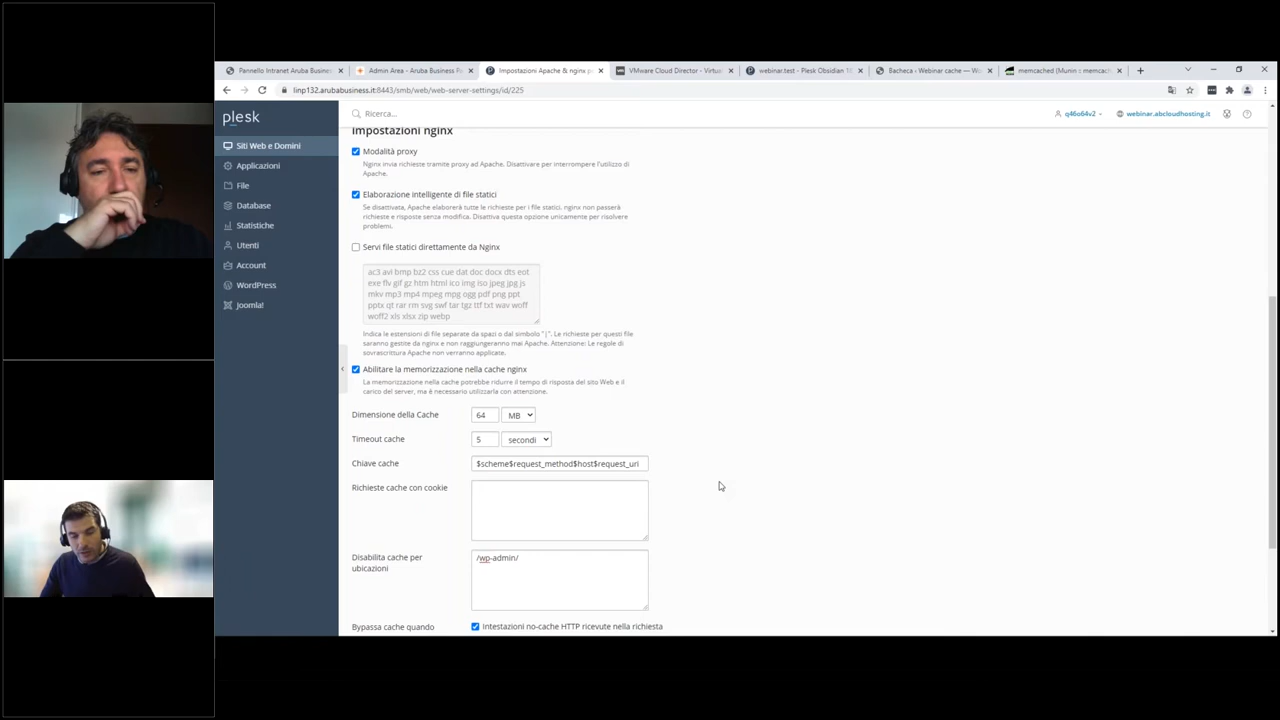 Pannello Intranet Aruba Busines
Admin Area - Aruba Business Pa
Impostazioni Apache & nginx p
VMware Cloud Director - Virtua
webinar.test - Plesk Obsidian 18.
Bacheca ‹ Webinar cache — Wo
memcached (Munin :: memcac
linp132.arubabusiness.it:8443/smb/web/web-server-settings/id/225
plesk
Ricerca...
q46o64v2
webinar.abcloudhosting.it
Siti Web e Domini
Applicazioni
File
Database
Statistiche
Utenti
Account
WordPress
Joomla!
Impostazioni nginx
Modalità proxy
Nginx invia richieste tramite proxy ad Apache. Disattivare per interrompere l'utilizzo di
Apache.
Elaborazione intelligente di file statici
Se disattivata, Apache elaborerà tutte le richieste per i file statici. nginx non passerà
richieste e risposte senza modifica. Disattiva questa opzione unicamente per risolvere
problemi.
Servi file statici direttamente da Nginx
ac3 avi bmp bz2 css cue dat doc docx dts eot
exe flv gif gz htm html ico img iso jpeg jpg js
mkv mp3 mp4 mpeg mpg ogg pdf png ppt
pptx qt rar rm svg swf tar tgz ttf txt wav woff
woff2 xls xlsx zip webp
Indica le estensioni di file separate da spazi o dal simbolo "|". Le richieste per questi file
saranno gestite da nginx e non raggiungeranno mai Apache. Attenzione: Le regole di
sovrascrittura Apache non verranno applicate.
Abilitare la memorizzazione nella cache nginx
La memorizzazione nella cache potrebbe ridurre il tempo di risposta del sito Web e il
carico del server, ma è necessario utilizzarla con attenzione.
Dimensione della Cache
64
MB
Timeout cache
5
secondi
Chiave cache
$scheme$request_method$host$request_uri
Richieste cache con cookie
Disabilita cache per
ubicazioni
/wp-admin/
Bypassa cache quando
Intestazioni no-cache HTTP ricevute nella richiesta